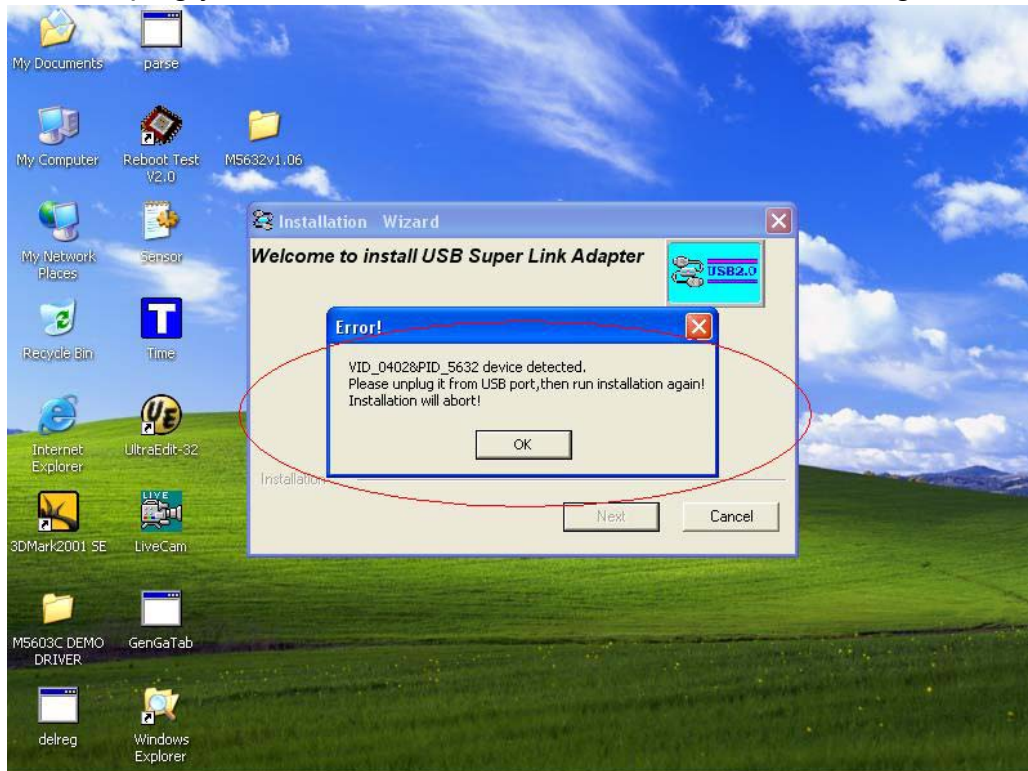 My Documents
parse
My Computer
Reboot Test
V2.0
M5632v1.06
My Network
Places
Sensor
Recycle Bin
Time
Internet
Explorer
UltraEdit-32
3DMark2001 SE
LIVE
LiveCam
M5603C DEMO
DRIVER
GenGaTab
delreg
Windows
Explorer
Installation Wizard
Welcome to install USB Super Link Adapter
USB2.0
Error!
VID_0402&PID_5632 device detected.
Please unplug it from USB port,then run installation again!
Installation will abort!
OK
Installation
Next
Cancel